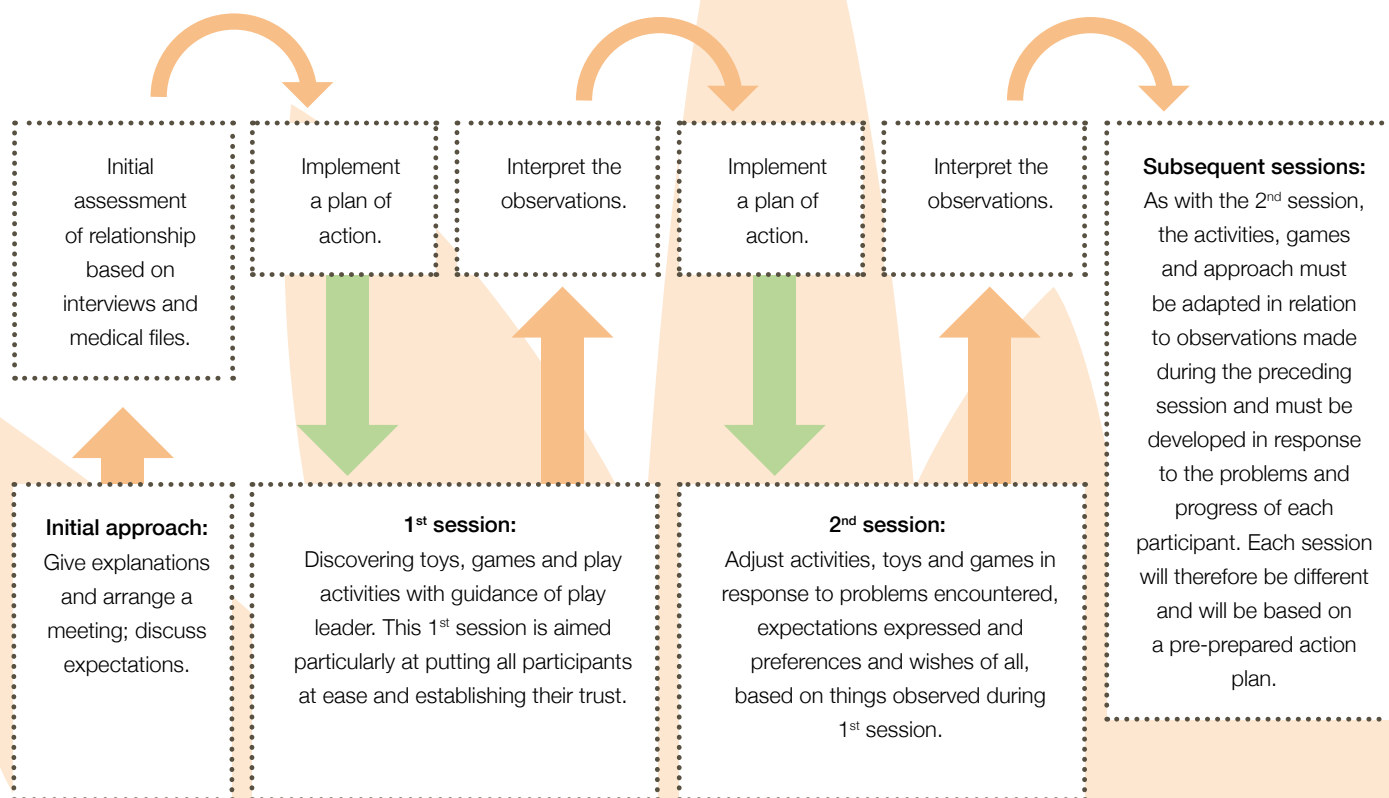 Initial
assessment
of relationship
based on
interviews and
medical files.
Implement
a plan of
action.
Interpret the
observations.
Implement
a plan of
action.
Interpret the
observations.
Subsequent sessions:
As with the 2nd session,
the activities, games
and approach must
be adapted in relation
to observations made
during the preceding
session and must be
developed in response
to the problems and
progress of each
participant. Each session
will therefore be different
and will be based on
a pre-prepared action
plan.
Initial approach:
Give explanations
and arrange a
meeting; discuss
expectations.
1st session:
Discovering toys, games and play
activities with guidance of play
leader. This 1st session is aimed
particularly at putting all participants
at ease and establishing their trust.
2nd session:
Adjust activities, toys and games in
response to problems encountered,
expectations expressed and
preferences and wishes of all,
based on things observed during
1st session.